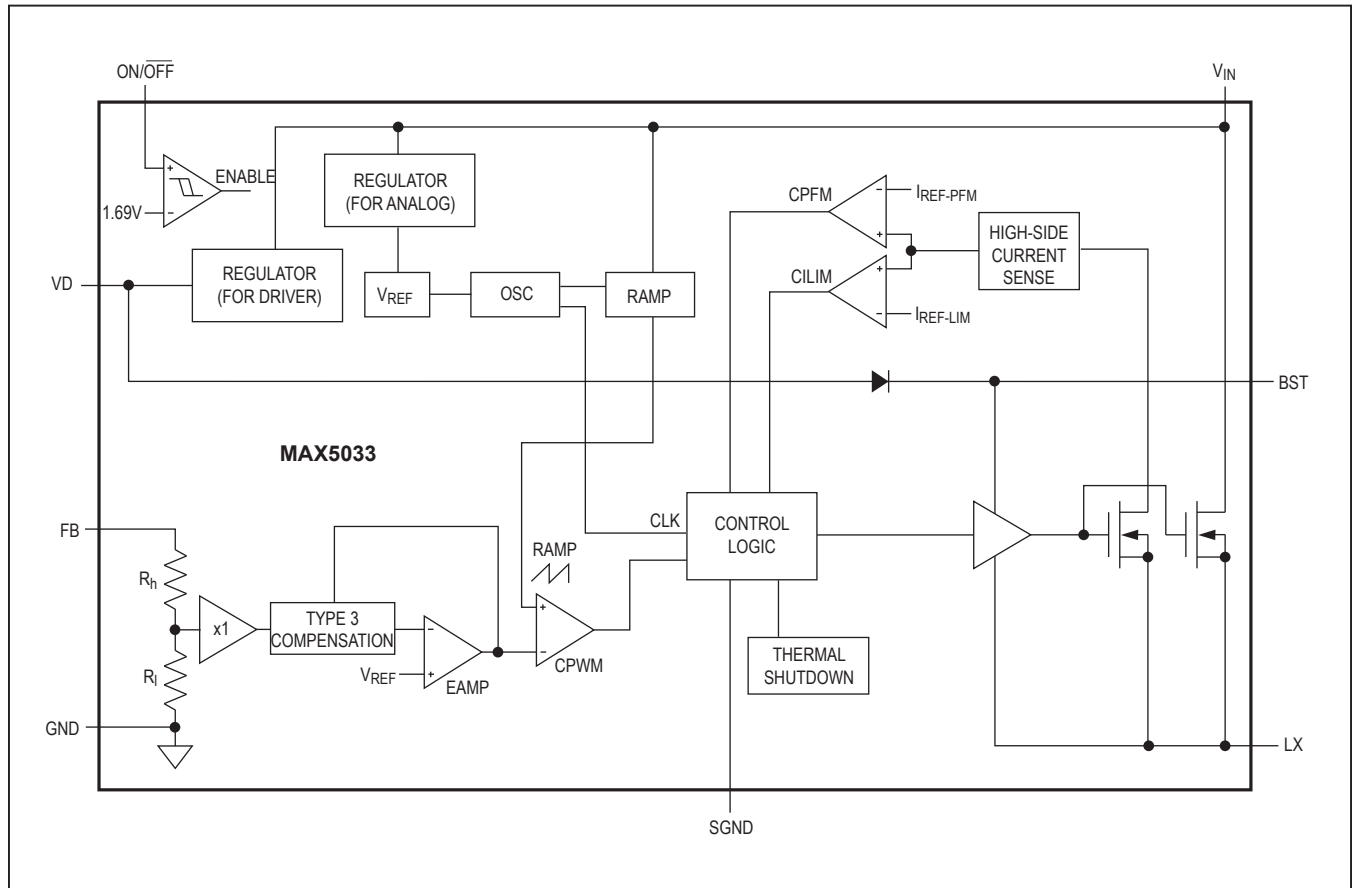 ON/OFF
VIN
ENABLE
1.69V
REGULATOR
(FOR ANALOG)
REGULATOR
(FOR DRIVER)
VD
VREF
OSC
RAMP
CPFM
IREF-PFM
CILIM
IREF-LIM
HIGH-SIDE
CURRENT
SENSE
BST
MAX5033
FB
Rh
Rl
x1
TYPE 3
COMPENSATION
VREF
EAMP
RAMP
CPWM
CLK
CONTROL
LOGIC
THERMAL
SHUTDOWN
GND
LX
SGND